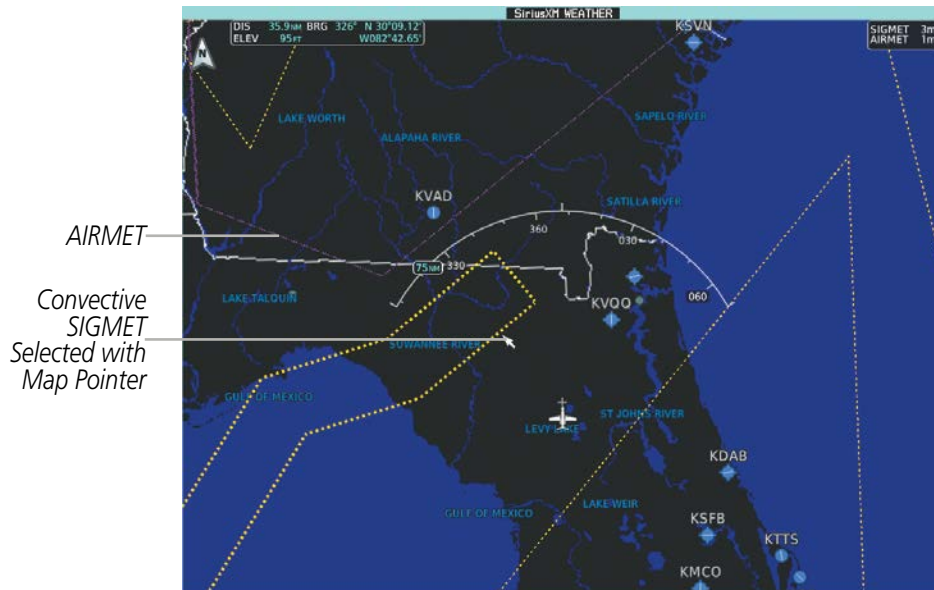 SiriusXM WEATHER
DIS 35.9NM BRG 326° N 30°09.12'
ELEV 95FT W082°42.65'
SIGMET 3m
AIRMET 1m
N
KSVN
LAKE WORTH
SAPELO RIVER
ALAPAHA RIVER
KVAD
SATILLA RIVER
AIRMET
360
030
75NM
330
060
LAKE TALQUIN
KVQO
Convective
SIGMET
Selected with
Map Pointer
SUWANNEE RIVER
GULF OF MEXICO
ST JOHNS RIVER
LEVY LAKE
KDAB
LAKE WEIR
GULF OF MEXICO
KSFB
KTTS
KMCO